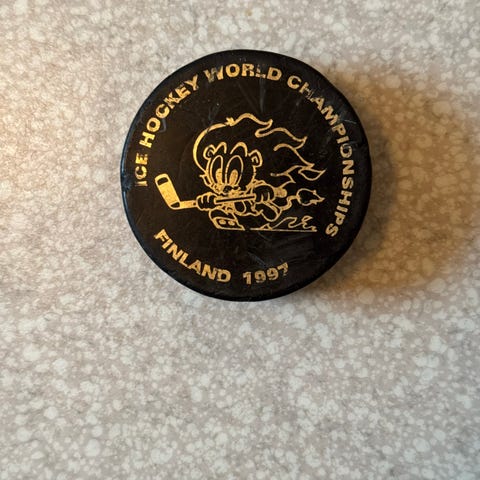 ICE HOCKEY WORLD CHAMPIONSHIPS
FINLAND 1997